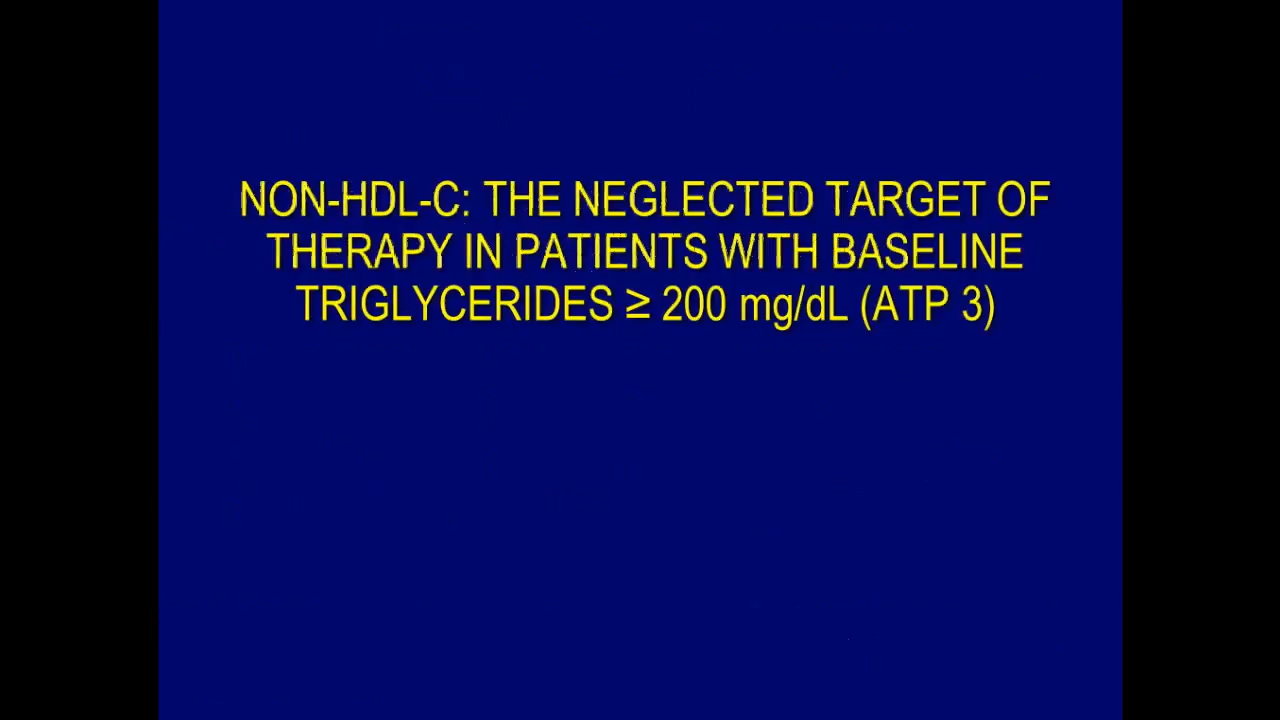 NON-HDL-C: THE NEGLECTED TARGET OF
THERAPY IN PATIENTS WITH BASELINE
TRIGLYCERIDES ≥ 200 mg/dL (ATP 3)